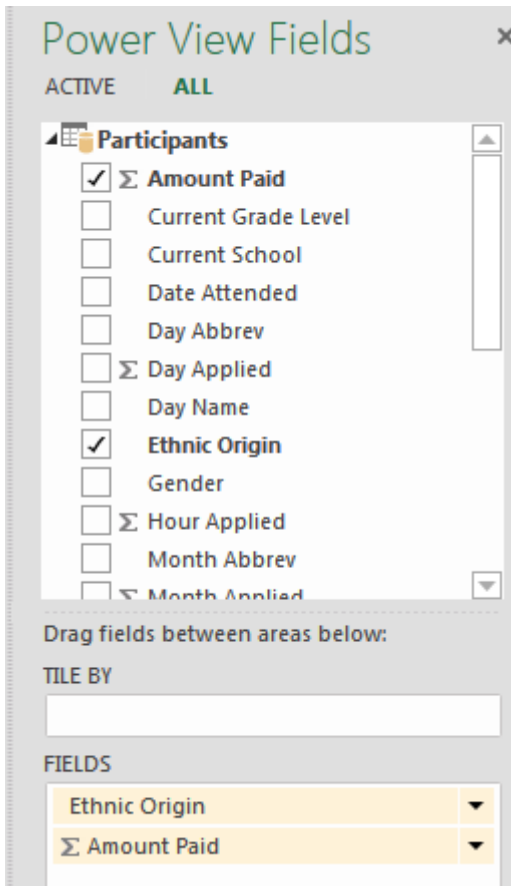 Power View Fields
ACTIVE ALL
Participants
Σ Amount Paid
Current Grade Level
Current School
Date Attended
Day Abbrev
Σ Day Applied
Day Name
Ethnic Origin
Gender
Σ Hour Applied
Month Abbrev
Σ Month Applied
Drag fields between areas below:
TILE BY
FIELDS
Ethnic Origin
Σ Amount Paid